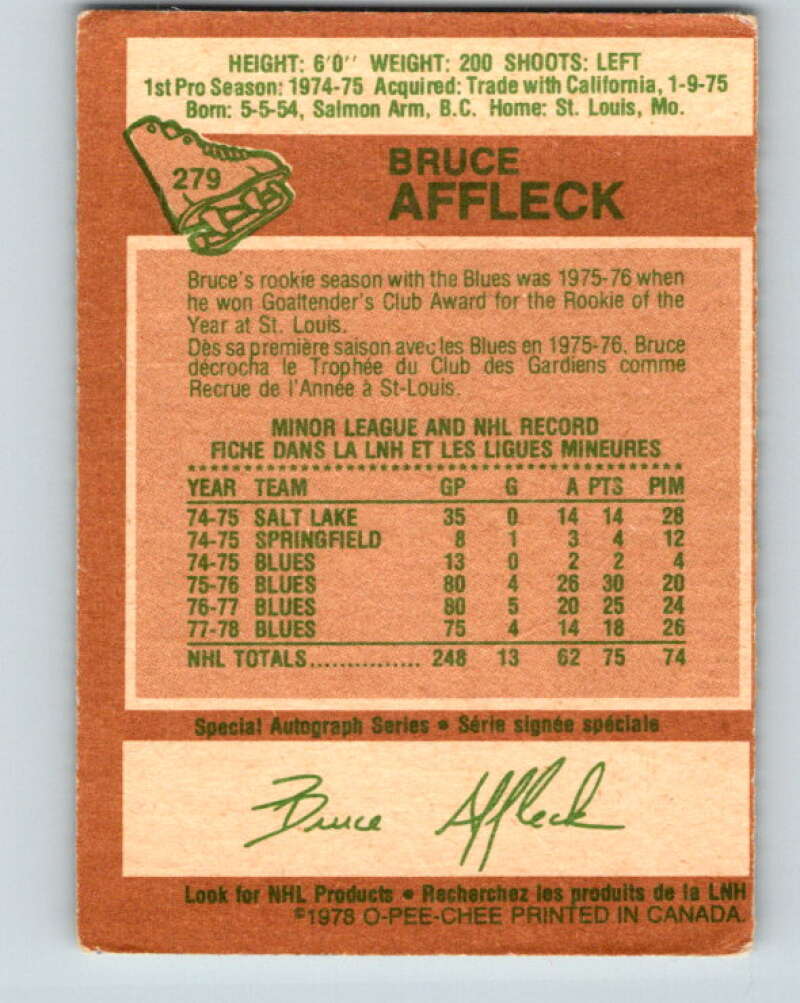 HEIGHT: 6'0" WEIGHT: 200 SHOOTS: LEFT
1st Pro Season: 1974-75 Acquired: Trade with California, 1-9-75
Born: 5-5-54, Salmon Arm, B.C. Home: St. Louis, Mo.
279
BRUCE
AFFLECK
Bruce's rookie season with the Blues was 1975-76 when
he won Goaltender's Club Award for the Rookie of the
Year at St. Louis.
Dès sa première saison avec les Blues en 1975-76, Bruce
décrocha le Trophée du Club des Gardiens comme
Recrue de l'Année à St-Louis.
MINOR LEAGUE AND NHL RECORD
FICHE DANS LA LNH ET LES LIGUES MINEURES
YEAR TEAM GP G A PTS PIM
74-75 SALT LAKE 35 0 14 14 28
74-75 SPRINGFIELD 8 1 3 4 12
74-75 BLUES 13 0 2 2 4
75-76 BLUES 80 4 26 30 20
76-77 BLUES 80 5 20 25 24
77-78 BLUES 75 4 14 18 26
NHL TOTALS............... 248 13 62 75 74
Special Autograph Series • Série signée spéciale
Bruce Affleck
Look for NHL Products • Recherchez les produits de la LNH
©1978 O-PEE-CHEE PRINTED IN CANADA.